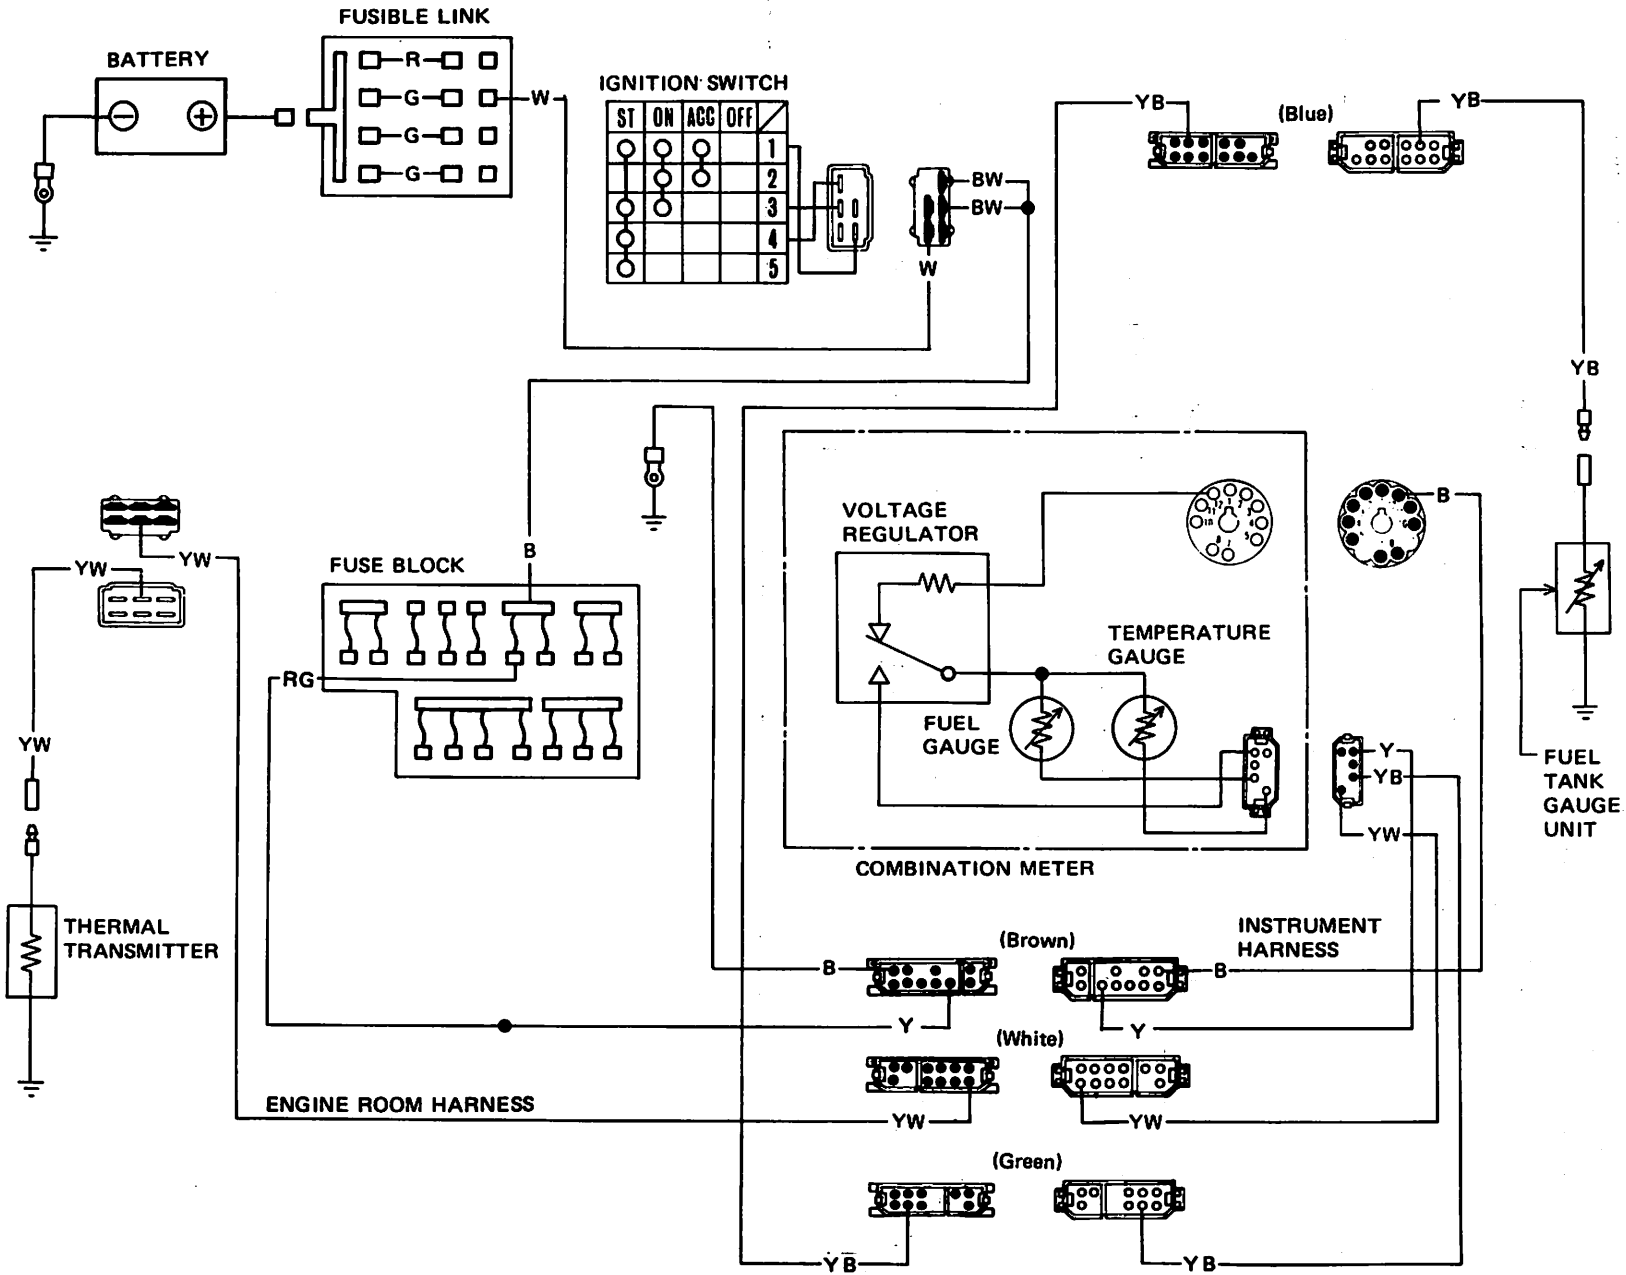 FUSIBLE LINK
BATTERY
R
G
G
G
W
IGNITION SWITCH
ST ON ACC OFF
1
2
3
4
5
BW
BW
W
YB
(Blue)
YB
YB
B
YW
YW
YW
FUSE BLOCK
RG
VOLTAGE
REGULATOR
B
TEMPERATURE
GAUGE
FUEL
GAUGE
Y
YB
YW
FUEL
TANK
GAUGE
UNIT
COMBINATION METER
THERMAL
TRANSMITTER
(Brown)
INSTRUMENT
HARNESS
B
B
Y
Y
(White)
ENGINE ROOM HARNESS
YW
YW
(Green)
YB
YB